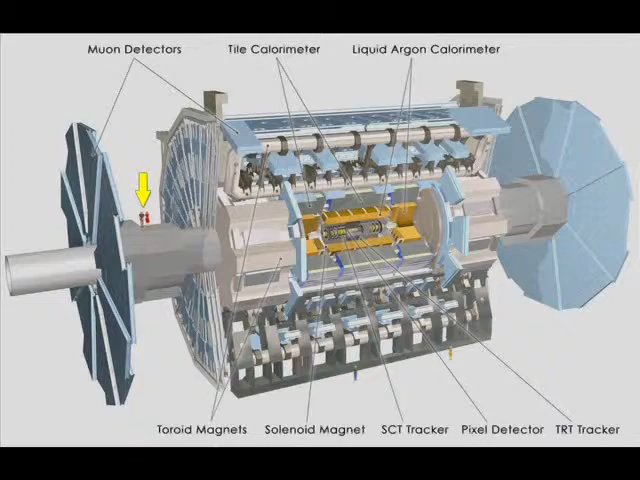 Muon Detectors Tile Calorimeter Liquid Argon Calorimeter
Toroid Magnets Solenoid Magnet SCT Tracker Pixel Detector TRT Tracker